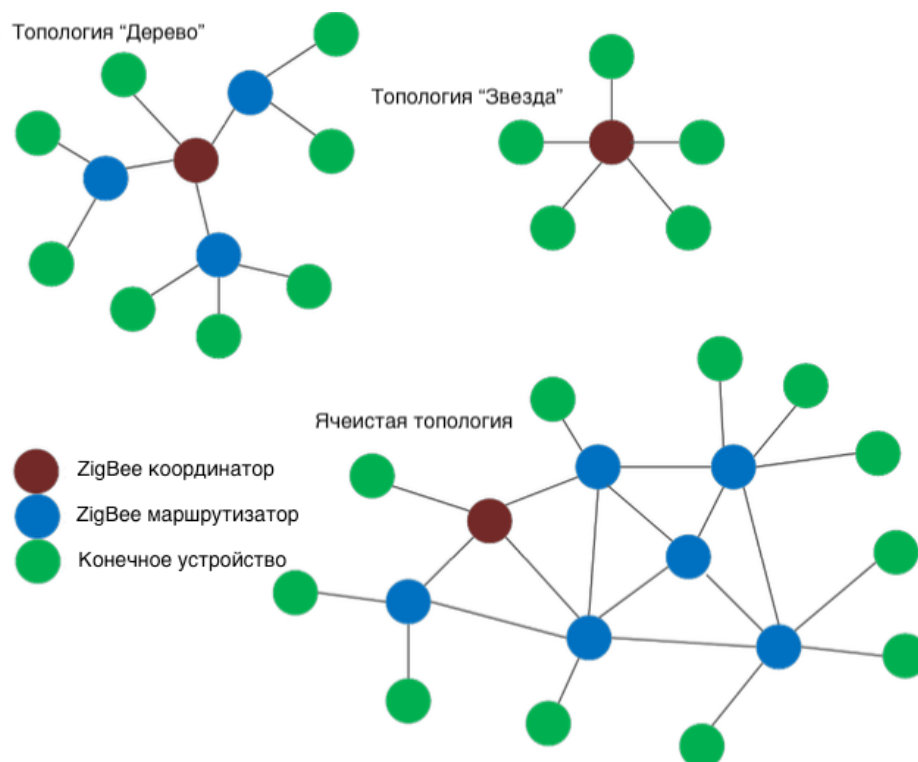 Топология “Дерево”
Топология “Звезда”
Ячеистая топология
ZigBee координатор
ZigBee маршрутизатор
Конечное устройство